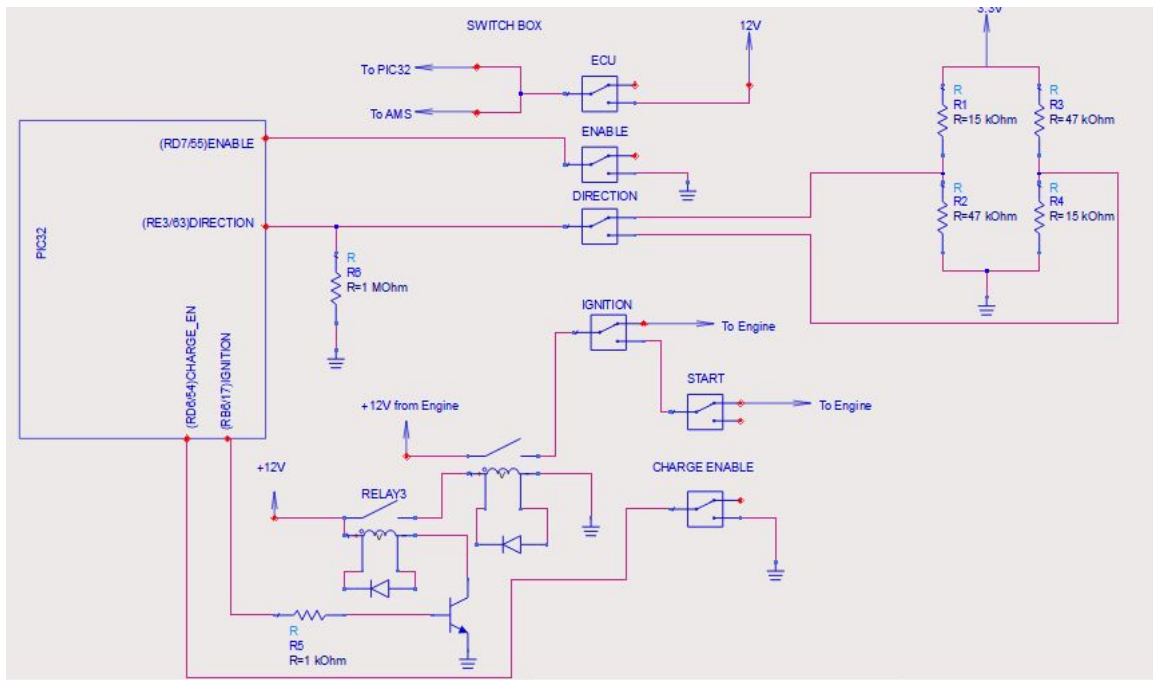 3.3V
SWITCH BOX
12V
ECU
To PIC32
To AMS
R
R1
R=15 kOhm
R
R3
R=47 kOhm
(RD7/55)ENABLE
ENABLE
DIRECTION
R
R2
R=47 kOhm
R
R4
R=15 kOhm
(RE3/63)DIRECTION
PIC32
R
R6
R=1 MOhm
IGNITION
To Engine
(RD6/54)CHARGE_EN
(RB6/17)IGNITION
START
To Engine
+12V from Engine
+12V
RELAY3
CHARGE ENABLE
R
R5
R=1 kOhm